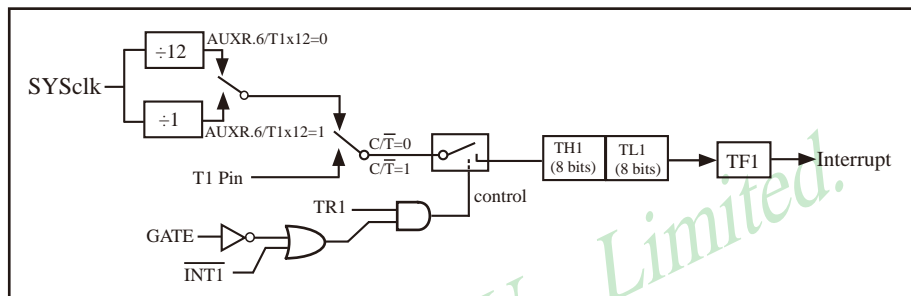 ÷12
AUXR.6/T1x12=0
SYSclk
÷1
AUXR.6/T1x12=1
C/T̅=0
C/T̅=1
T1 Pin
TH1
(8 bits)
TL1
(8 bits)
TF1
Interrupt
control
TR1
GATE
I̅N̅T̅1̅
Limited.